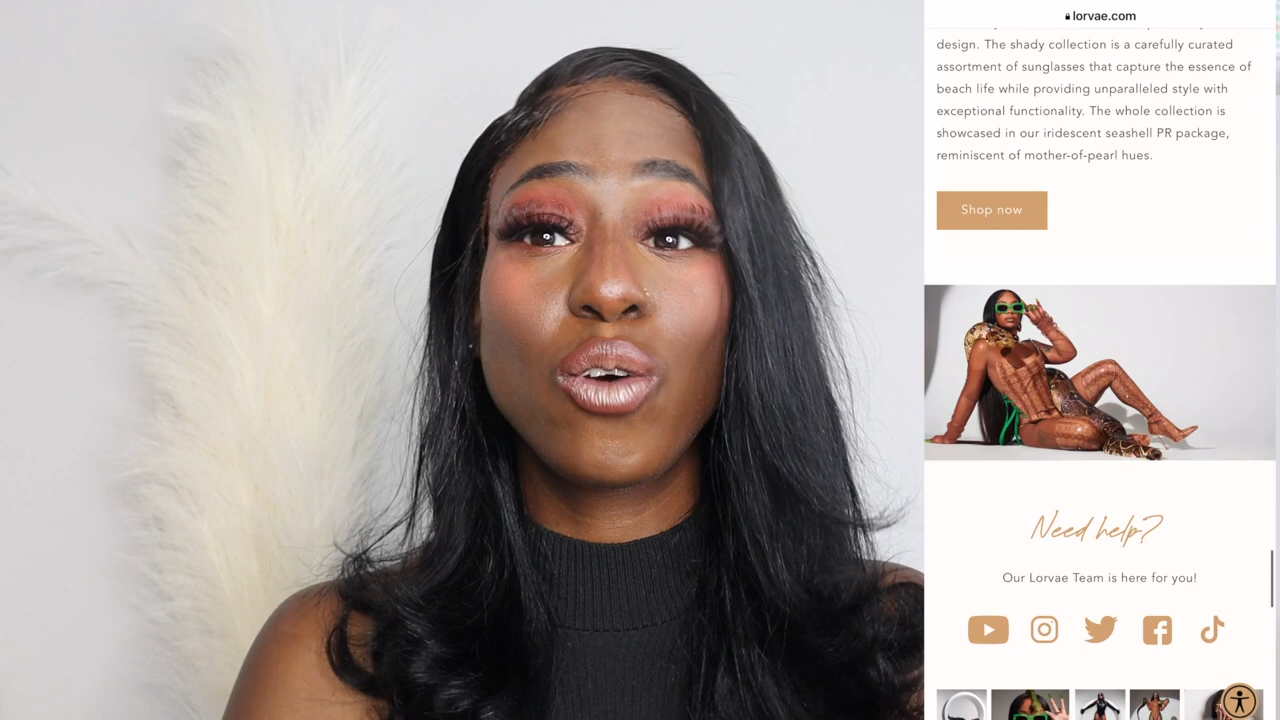 lorvae.com
design. The shady collection is a carefully curated
assortment of sunglasses that capture the essence of
beach life while providing unparalleled style with
exceptional functionality. The whole collection is
showcased in our iridescent seashell PR package,
reminiscent of mother-of-pearl hues.
Shop now
Need help?
Our Lorvae Team is here for you!